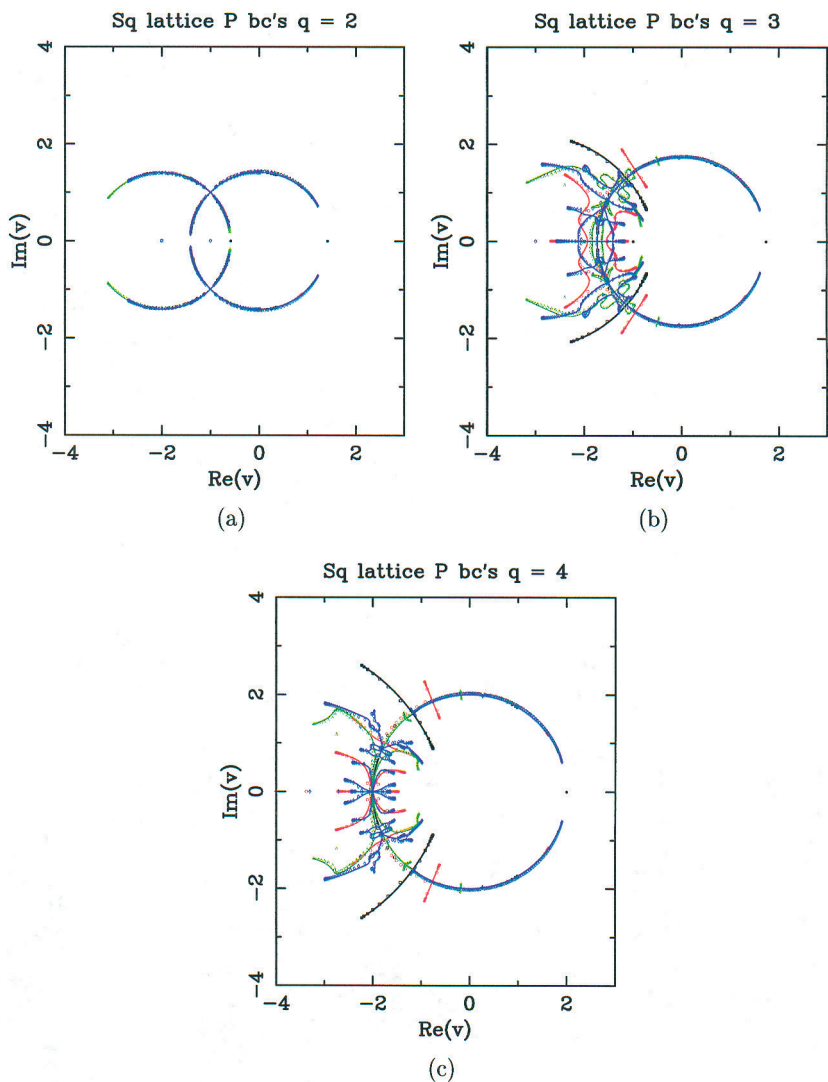 Sq lattice P bc's q = 2
Sq lattice P bc's q = 3
4
2
0
−2
−4
Im(v)
−4
−2
0
2
Re(v)
(a)
4
2
0
−2
−4
Im(v)
−4
−2
0
2
Re(v)
(b)
Sq lattice P bc's q = 4
4
2
0
−2
−4
Im(v)
−4
−2
0
2
Re(v)
(c)